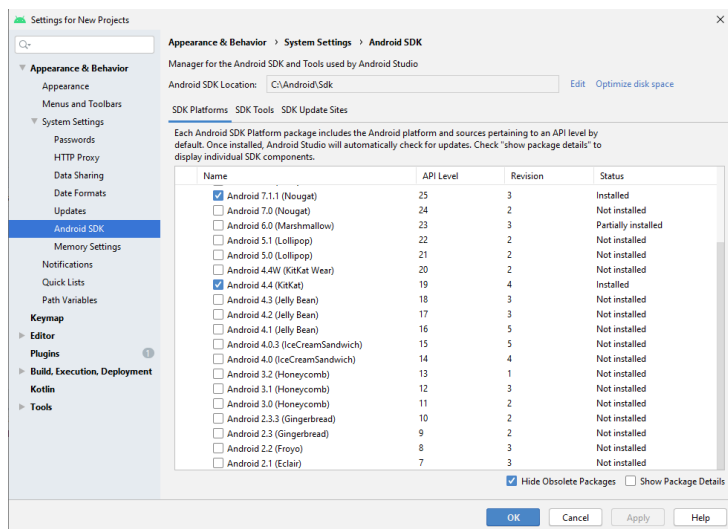 Settings for New Projects
Appearance & Behavior
Appearance
Menus and Toolbars
System Settings
Passwords
HTTP Proxy
Data Sharing
Date Formats
Updates
Android SDK
Memory Settings
Notifications
Quick Lists
Path Variables
Keymap
Editor
Plugins 1
Build, Execution, Deployment
Kotlin
Tools
Appearance & Behavior > System Settings > Android SDK
Manager for the Android SDK and Tools used by Android Studio
Android SDK Location: C:\Android\Sdk Edit Optimize disk space
SDK Platforms SDK Tools SDK Update Sites
Each Android SDK Platform package includes the Android platform and sources pertaining to an API level by
default. Once installed, Android Studio will automatically check for updates. Check "show package details" to
display individual SDK components.
Name API Level Revision Status
Android 7.1.1 (Nougat) 25 3 Installed
Android 7.0 (Nougat) 24 2 Not installed
Android 6.0 (Marshmallow) 23 3 Partially installed
Android 5.1 (Lollipop) 22 2 Not installed
Android 5.0 (Lollipop) 21 2 Not installed
Android 4.4W (KitKat Wear) 20 2 Not installed
Android 4.4 (KitKat) 19 4 Installed
Android 4.3 (Jelly Bean) 18 3 Not installed
Android 4.2 (Jelly Bean) 17 3 Not installed
Android 4.1 (Jelly Bean) 16 5 Not installed
Android 4.0.3 (IceCreamSandwich) 15 5 Not installed
Android 4.0 (IceCreamSandwich) 14 4 Not installed
Android 3.2 (Honeycomb) 13 1 Not installed
Android 3.1 (Honeycomb) 12 3 Not installed
Android 3.0 (Honeycomb) 11 2 Not installed
Android 2.3.3 (Gingerbread) 10 2 Not installed
Android 2.3 (Gingerbread) 9 2 Not installed
Android 2.2 (Froyo) 8 3 Not installed
Android 2.1 (Eclair) 7 3 Not installed
Hide Obsolete Packages Show Package Details
OK Cancel Apply Help